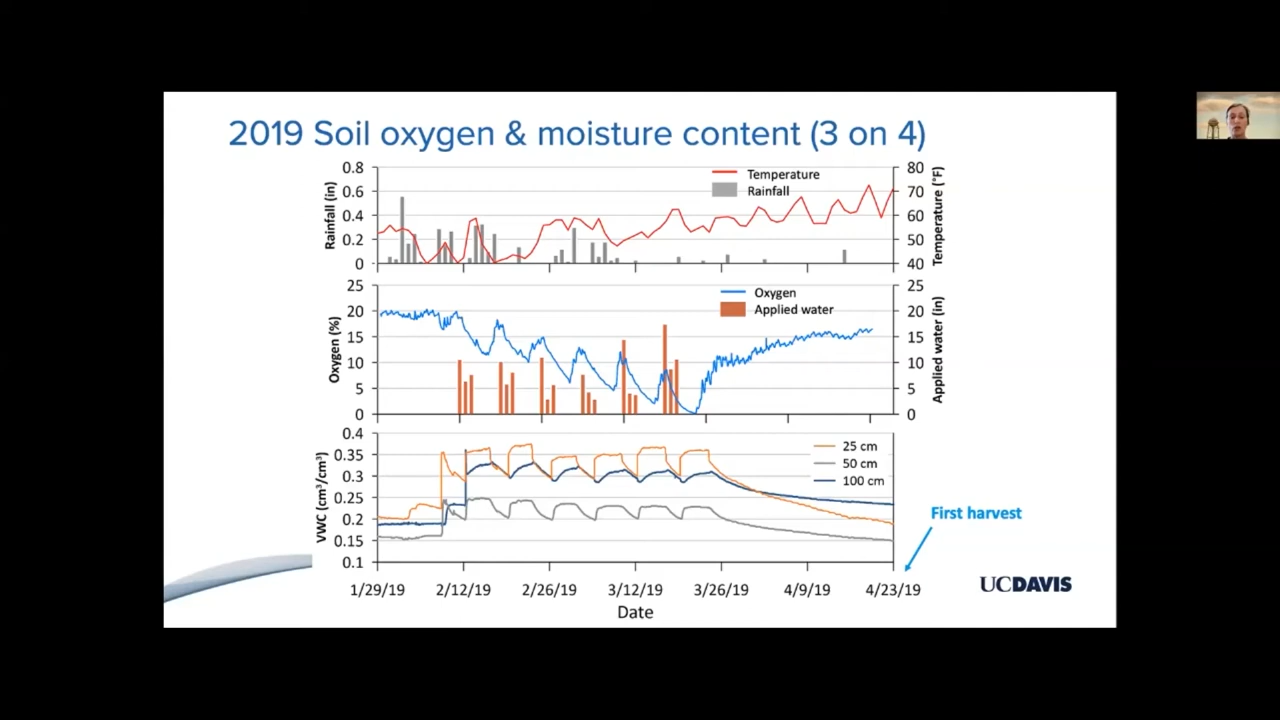 2019 Soil oxygen & moisture content (3 on 4)
0.8
0.6
0.4
0.2
0
Rainfall (in)
Temperature
Rainfall
80
70
60
50
40
Temperature (°F)
25
20
15
10
5
0
Oxygen (%)
Oxygen
Applied water
25
20
15
10
5
0
Applied water (in)
0.4
0.35
0.3
0.25
0.2
0.15
0.1
VWC (cm³/cm³)
25 cm
50 cm
100 cm
1/29/19 2/12/19 2/26/19 3/12/19 3/26/19 4/9/19 4/23/19
Date
First harvest
UCDAVIS